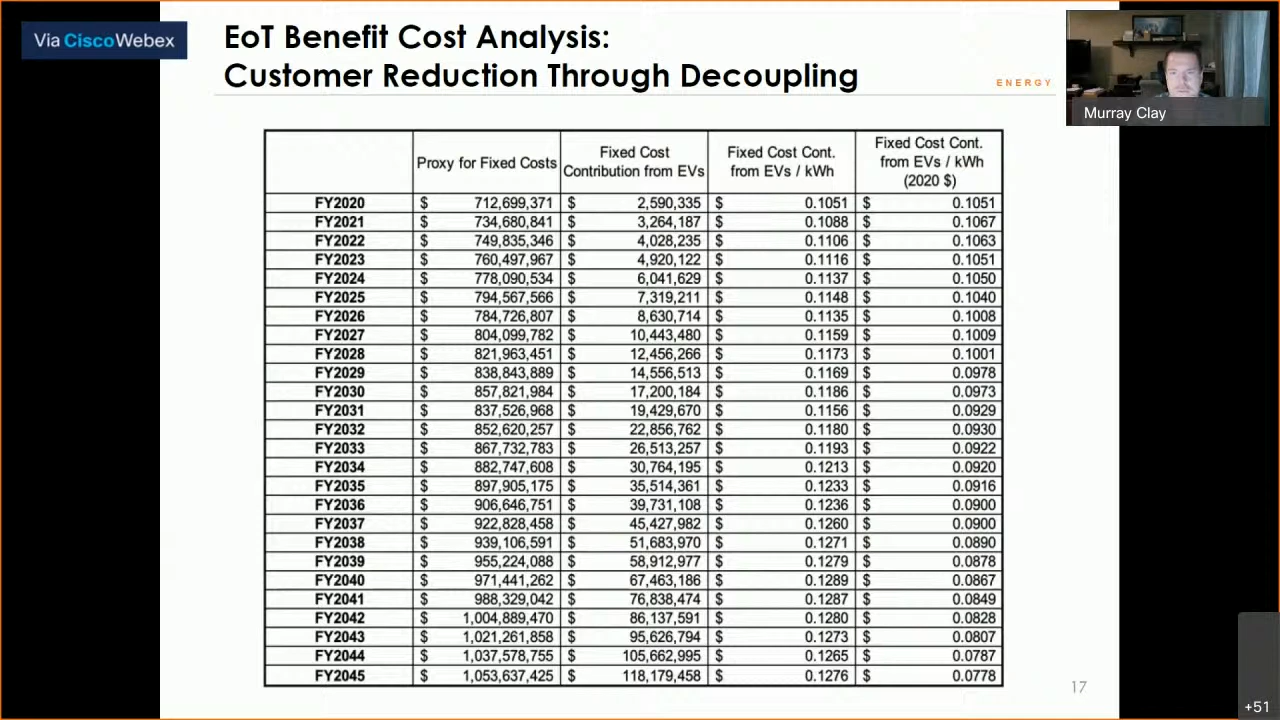 Via CiscoWebex
EoT Benefit Cost Analysis:
Customer Reduction Through Decoupling
ENERGY
Murray Clay
Proxy for Fixed Costs
Fixed Cost
Contribution from EVs
Fixed Cost Cont.
from EVs / kWh
Fixed Cost Cont.
from EVs / kWh
(2020 $)
FY2020 $ 712,699,371 $ 2,590,335 $ 0.1051 $ 0.1051
FY2021 $ 734,680,841 $ 3,264,187 $ 0.1088 $ 0.1067
FY2022 $ 749,835,346 $ 4,028,235 $ 0.1106 $ 0.1063
FY2023 $ 760,497,967 $ 4,920,122 $ 0.1116 $ 0.1051
FY2024 $ 778,090,534 $ 6,041,629 $ 0.1137 $ 0.1050
FY2025 $ 794,567,566 $ 7,319,211 $ 0.1148 $ 0.1040
FY2026 $ 784,726,807 $ 8,630,714 $ 0.1135 $ 0.1008
FY2027 $ 804,099,782 $ 10,443,480 $ 0.1159 $ 0.1009
FY2028 $ 821,963,451 $ 12,456,266 $ 0.1173 $ 0.1001
FY2029 $ 838,843,889 $ 14,556,513 $ 0.1169 $ 0.0978
FY2030 $ 857,821,984 $ 17,200,184 $ 0.1186 $ 0.0973
FY2031 $ 837,526,968 $ 19,429,670 $ 0.1156 $ 0.0929
FY2032 $ 852,620,257 $ 22,856,762 $ 0.1180 $ 0.0930
FY2033 $ 867,732,783 $ 26,513,257 $ 0.1193 $ 0.0922
FY2034 $ 882,747,608 $ 30,764,195 $ 0.1213 $ 0.0920
FY2035 $ 897,905,175 $ 35,514,361 $ 0.1233 $ 0.0916
FY2036 $ 906,646,751 $ 39,731,108 $ 0.1236 $ 0.0900
FY2037 $ 922,828,458 $ 45,427,982 $ 0.1260 $ 0.0900
FY2038 $ 939,106,591 $ 51,683,970 $ 0.1271 $ 0.0890
FY2039 $ 955,224,088 $ 58,912,977 $ 0.1279 $ 0.0878
FY2040 $ 971,441,262 $ 67,463,186 $ 0.1289 $ 0.0867
FY2041 $ 988,329,042 $ 76,838,474 $ 0.1287 $ 0.0849
FY2042 $ 1,004,889,470 $ 86,137,591 $ 0.1280 $ 0.0828
FY2043 $ 1,021,261,858 $ 95,626,794 $ 0.1273 $ 0.0807
FY2044 $ 1,037,578,755 $ 105,662,995 $ 0.1265 $ 0.0787
FY2045 $ 1,053,637,425 $ 118,179,458 $ 0.1276 $ 0.0778
17
+51